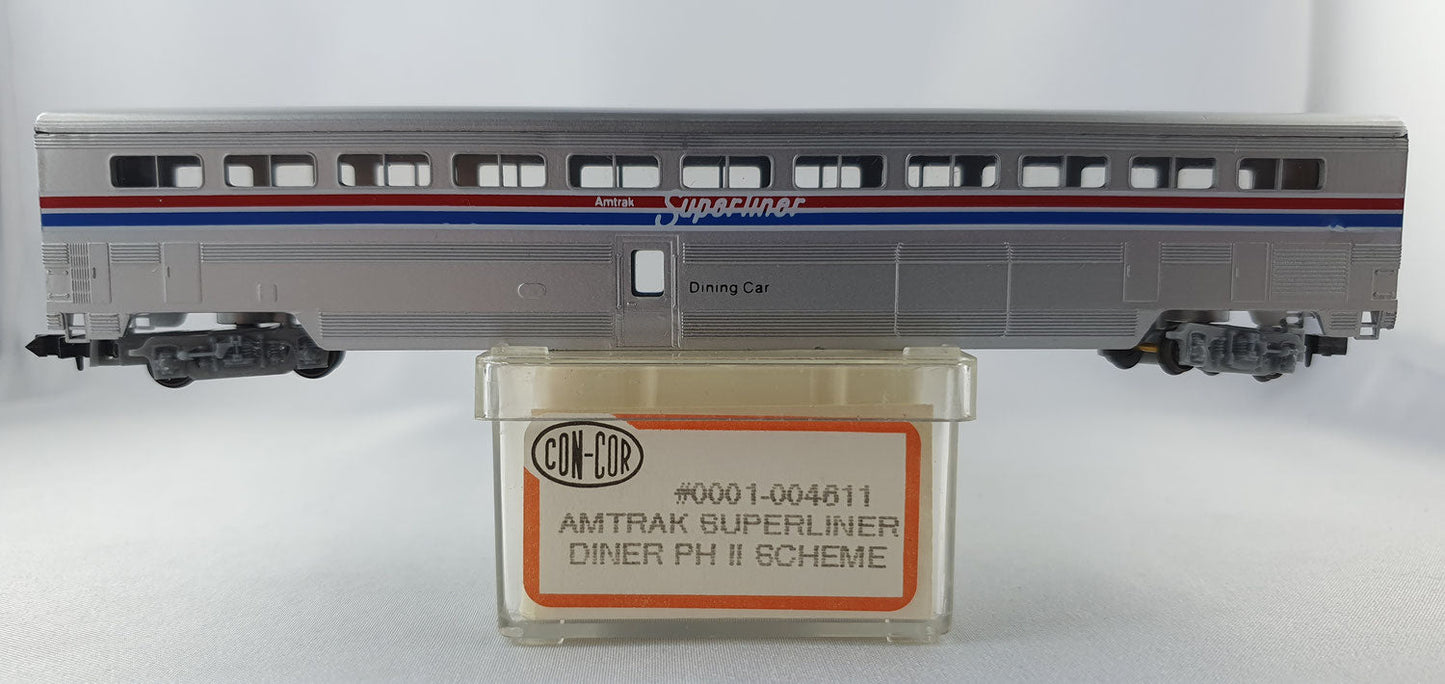 Amtrak Superliner
Dining Car
CON-COR
#0001-004611
AMTRAK SUPERLINER
DINER PH II SCHEME